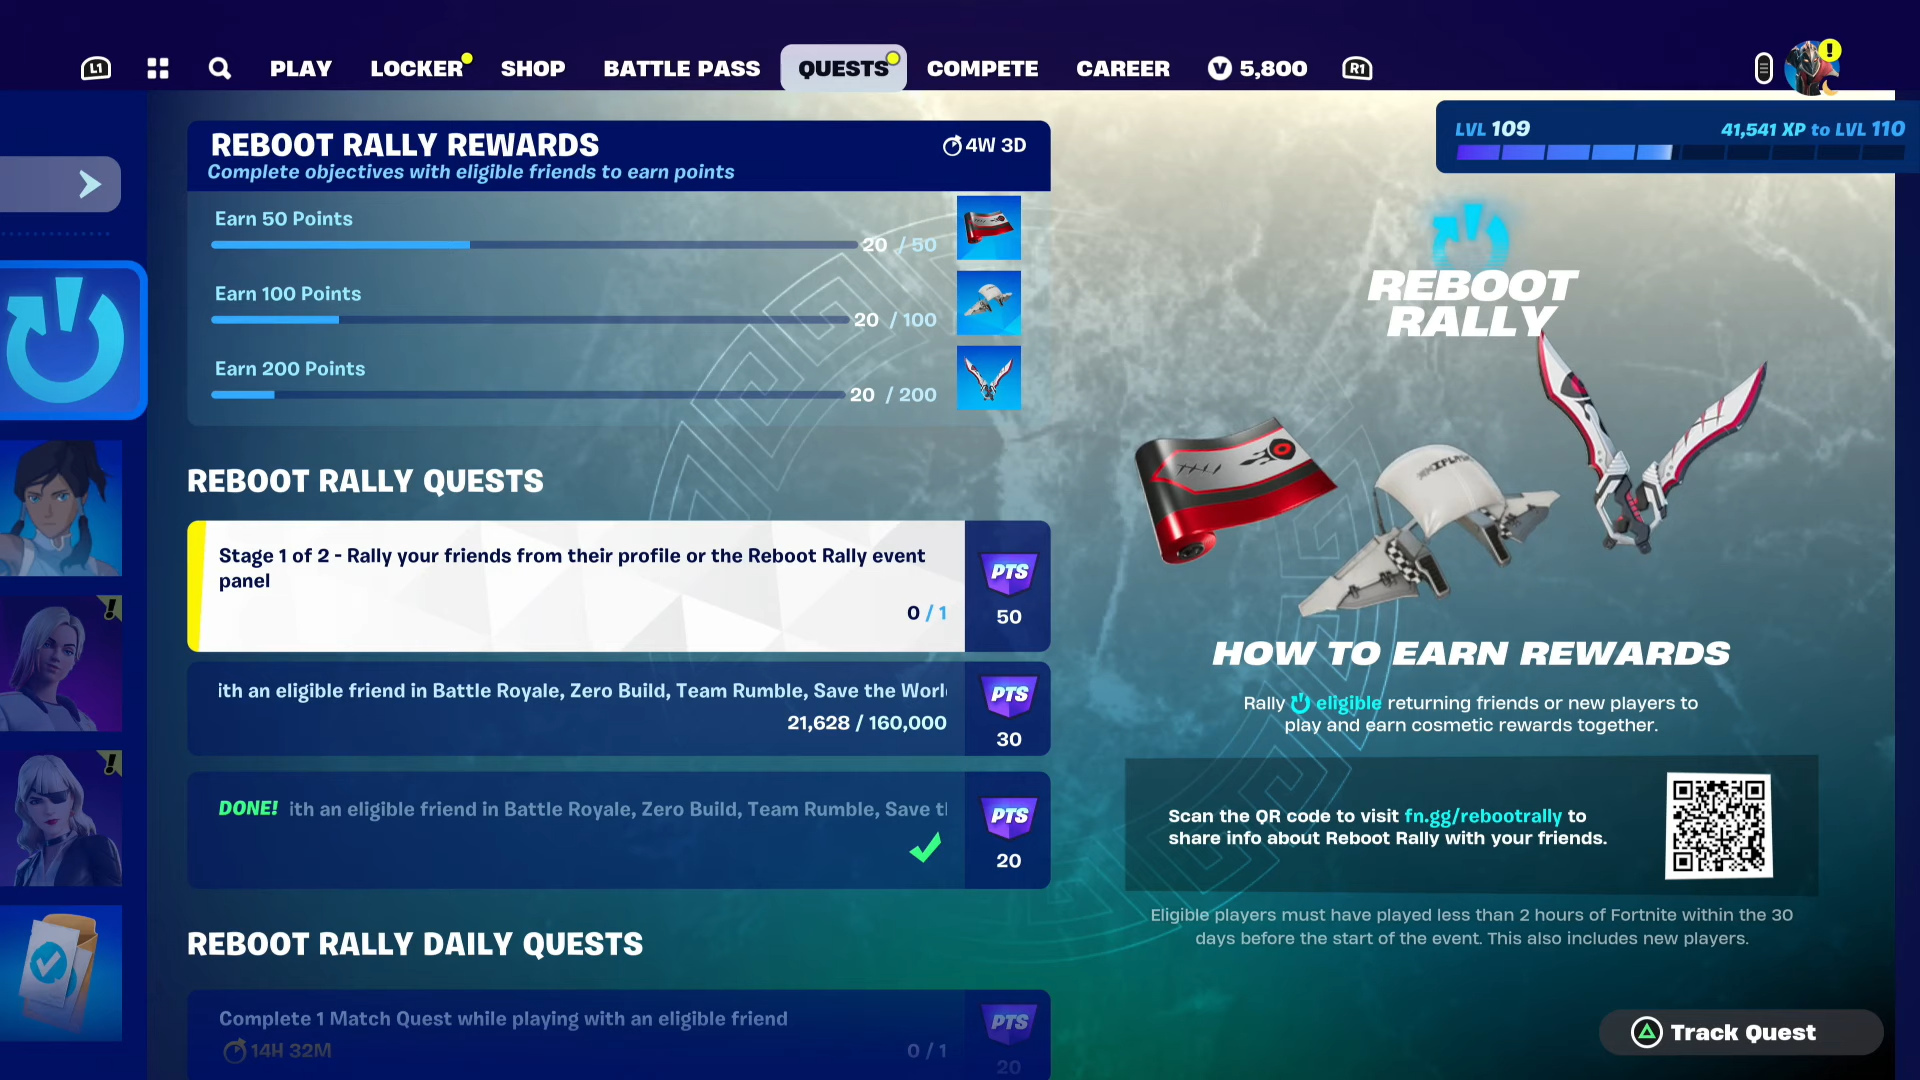 L1 PLAY LOCKER SHOP BATTLE PASS QUESTS COMPETE CAREER V 5,800 R1
!
REBOOT RALLY REWARDS
4W 3D
Complete objectives with eligible friends to earn points
LVL 109
41,541 XP to LVL 110
Earn 50 Points
20 / 50
Earn 100 Points
20 / 100
Earn 200 Points
20 / 200
REBOOT
RALLY
REBOOT RALLY QUESTS
Stage 1 of 2 - Rally your friends from their profile or the Reboot Rally event
panel
0 / 1
PTS
50
ith an eligible friend in Battle Royale, Zero Build, Team Rumble, Save the Worl
21,628 / 160,000
PTS
30
DONE! ith an eligible friend in Battle Royale, Zero Build, Team Rumble, Save t
PTS
20
REBOOT RALLY DAILY QUESTS
Complete 1 Match Quest while playing with an eligible friend
14H 32M
0 / 1
PTS
20
HOW TO EARN REWARDS
Rally eligible returning friends or new players to
play and earn cosmetic rewards together.
Scan the QR code to visit fn.gg/rebootrally to
share info about Reboot Rally with your friends.
Eligible players must have played less than 2 hours of Fortnite within the 30
days before the start of the event. This also includes new players.
Track Quest
!
!